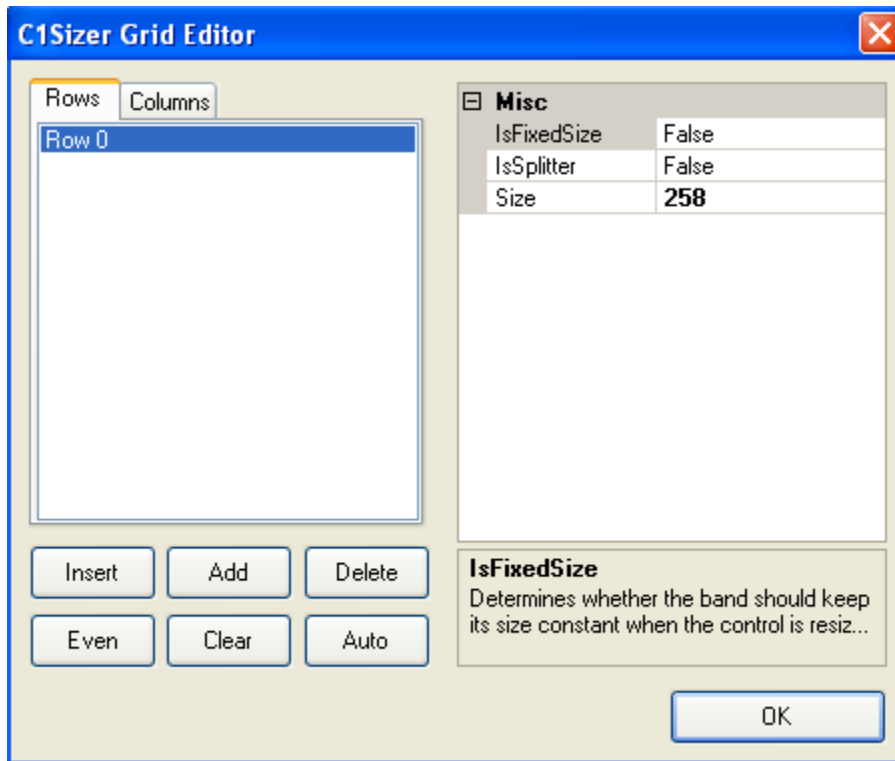 C1Sizer Grid Editor
Rows Columns
Row 0
Misc
IsFixedSize False
IsSplitter False
Size 258
Insert Add Delete
Even Clear Auto
IsFixedSize
Determines whether the band should keep
its size constant when the control is resiz...
OK